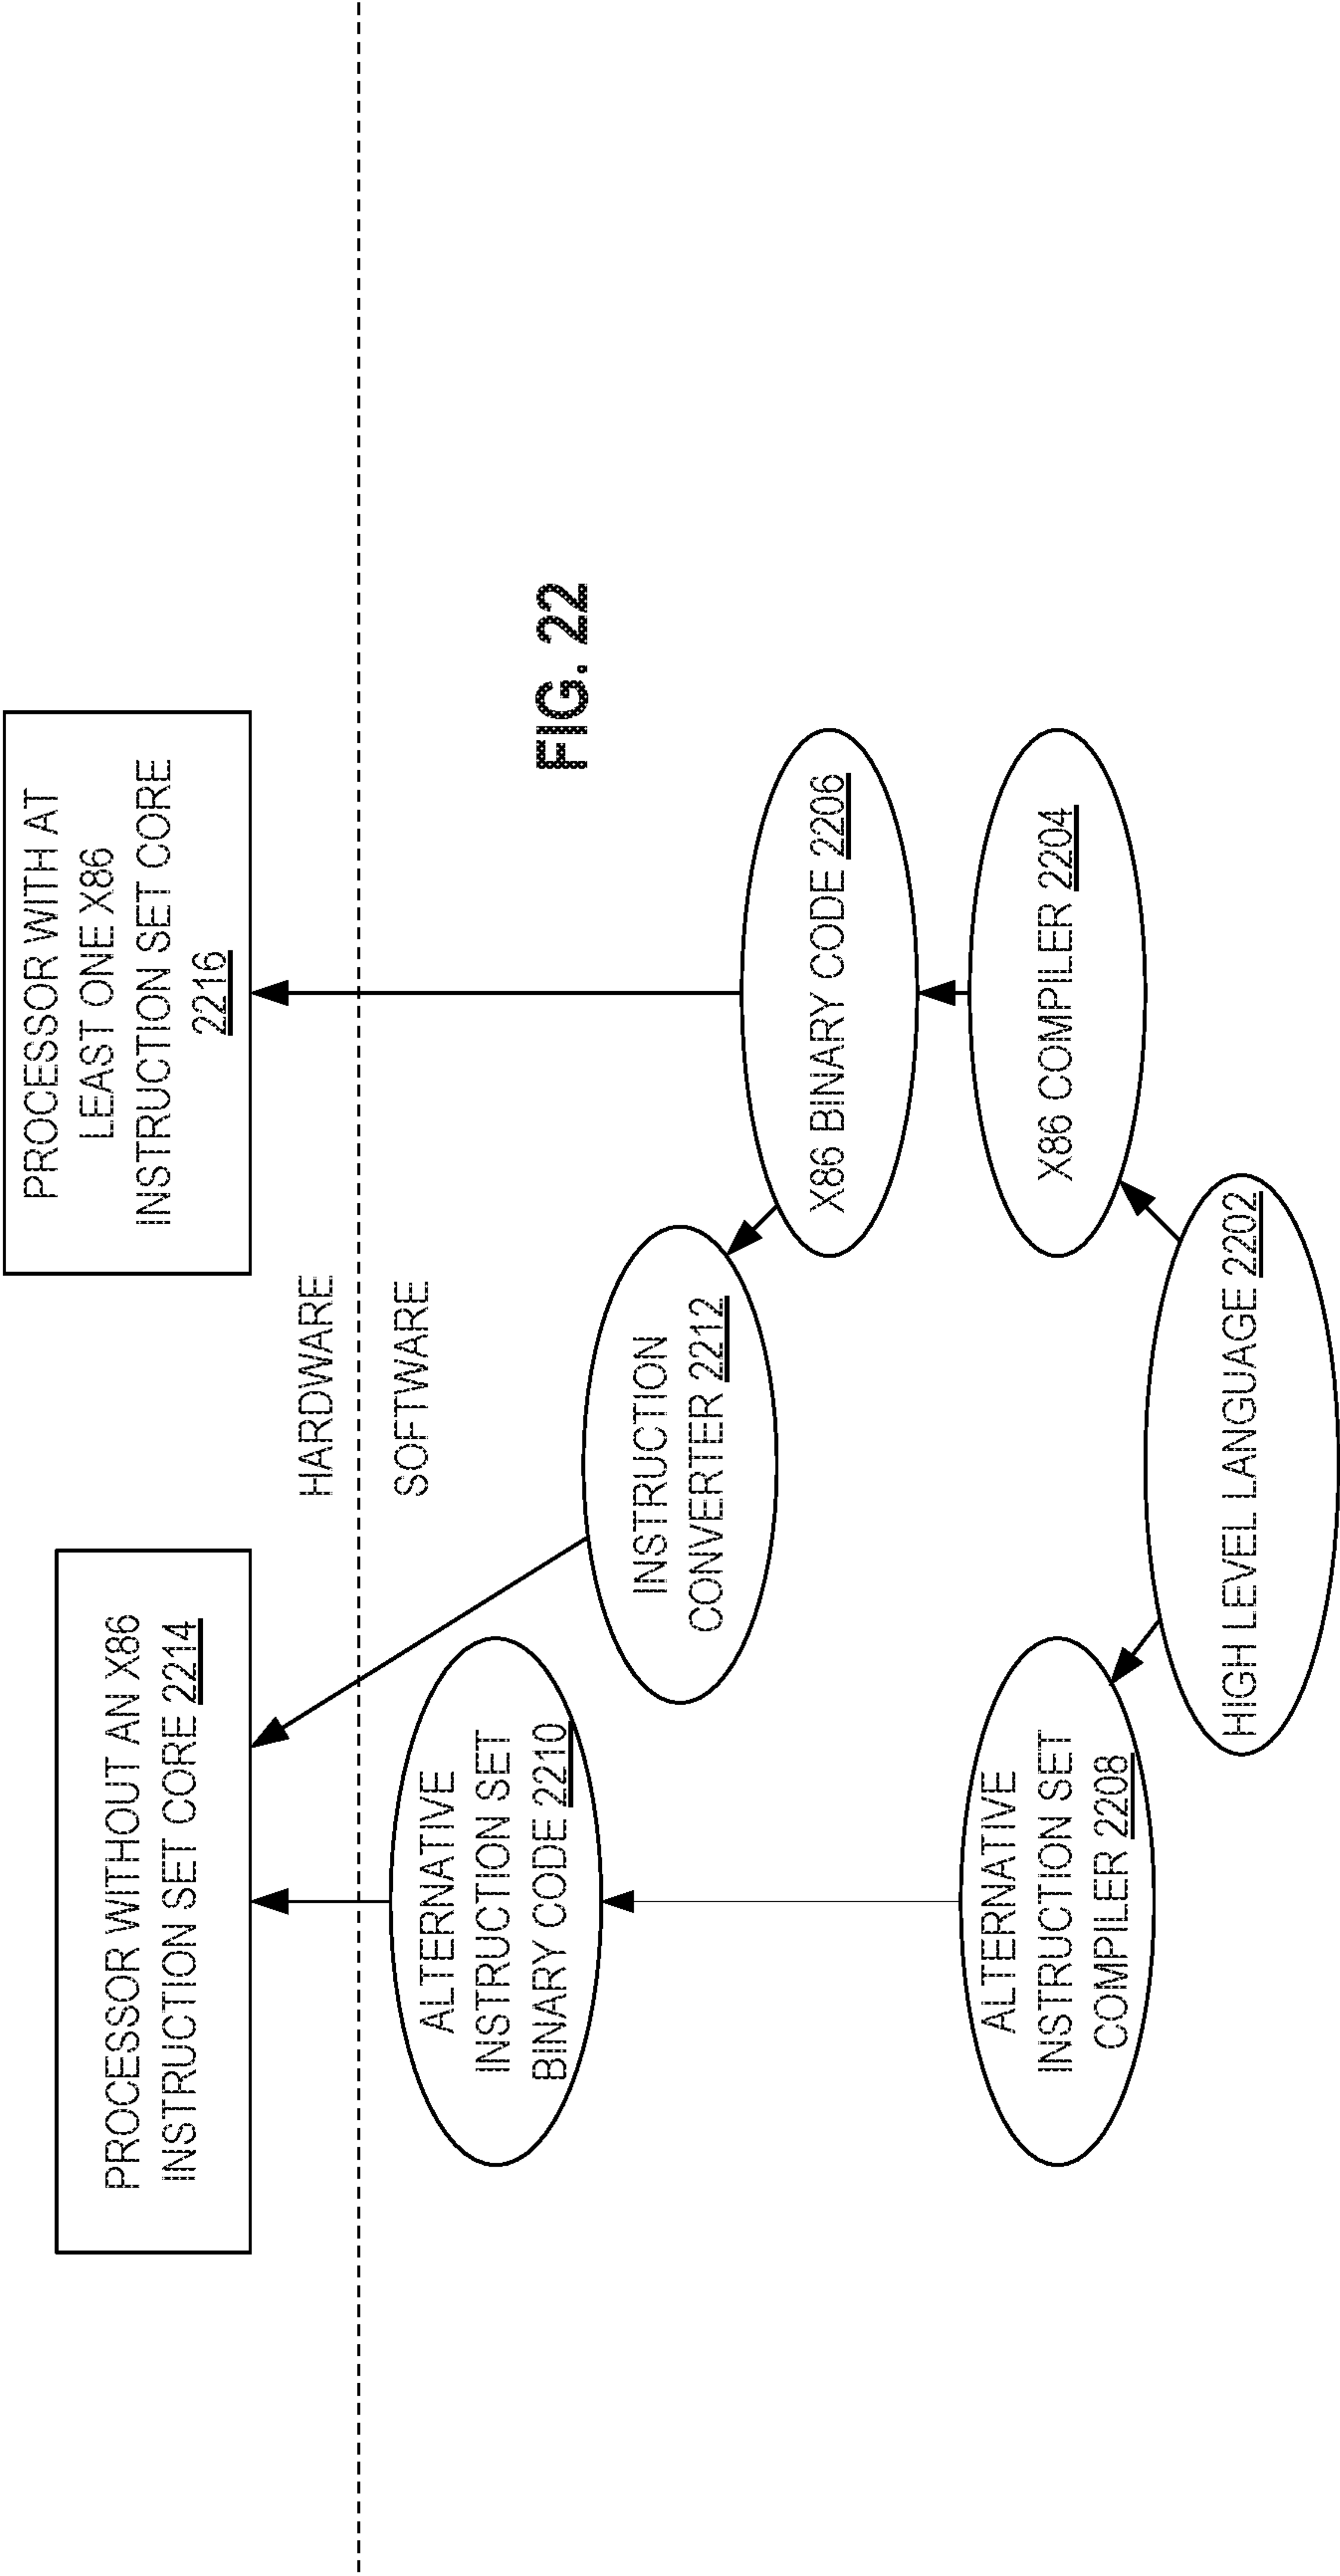 PROCESSOR WITHOUT AN X86
INSTRUCTION SET CORE 2214
PROCESSOR WITH AT
LEAST ONE X86
INSTRUCTION SET CORE
2216
HARDWARE
SOFTWARE
ALTERNATIVE
INSTRUCTION SET
BINARY CODE 2210
INSTRUCTION
CONVERTER 2212
FIG. 22
X86 BINARY CODE 2206
ALTERNATIVE
INSTRUCTION SET
COMPILER 2208
X86 COMPILER 2204
HIGH LEVEL LANGUAGE 2202